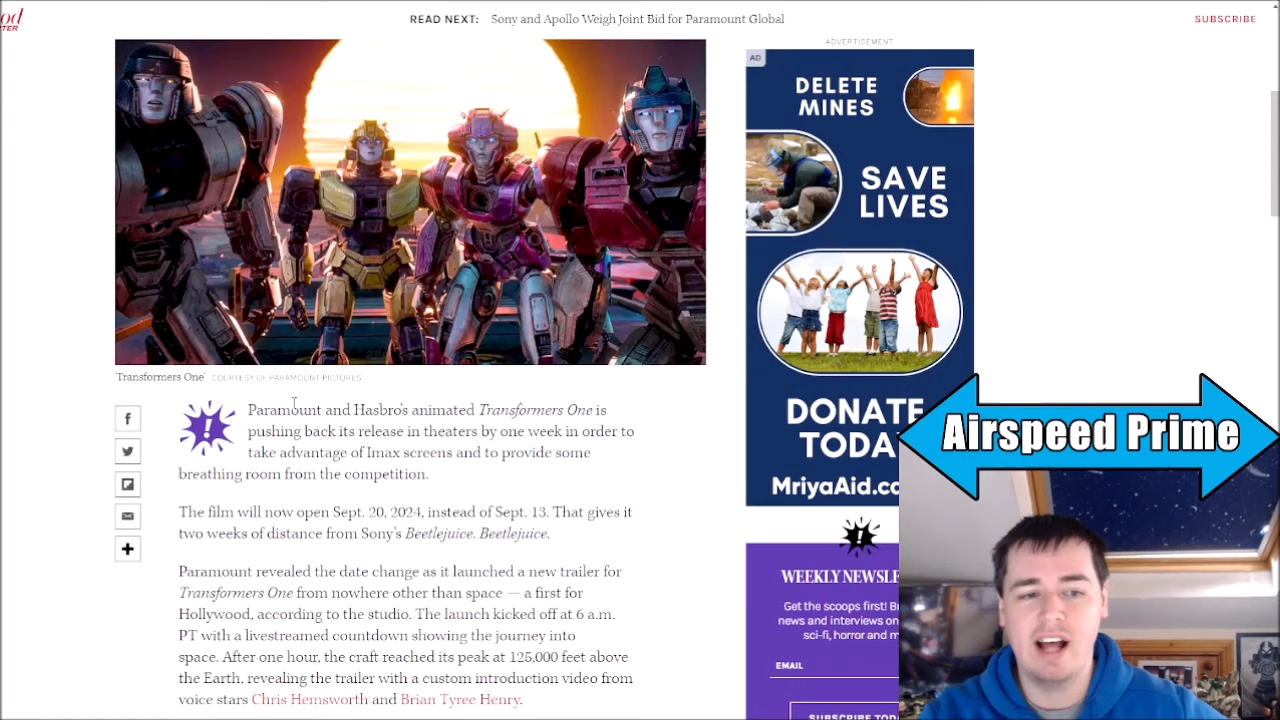 READ NEXT: Sony and Apollo Weigh Joint Bid for Paramount Global
SUBSCRIBE
ADVERTISEMENT
AD
DELETE
MINES
SAVE
LIVES
DONATE
TODAY
'Transformers One' COURTESY OF PARAMOUNT PICTURES
Paramount and Hasbro's animated Transformers One is
pushing back its release in theaters by one week in order to
take advantage of Imax screens and to provide some
breathing room from the competition.
The film will now open Sept. 20, 2024, instead of Sept. 13. That gives it
two weeks of distance from Sony's Beetlejuice. Beetlejuice.
Paramount revealed the date change as it launched a new trailer for
Transformers One from nowhere other than space — a first for
Hollywood, according to the studio. The launch kicked off at 6 a.m.
PT with a livestreamed countdown showing the journey into
space. After one hour, the craft reached its peak at 125,000 feet above
the Earth, revealing the trailer with a custom introduction video from
voice stars Chris Hemsworth and Brian Tyree Henry.
Airspeed Prime
WEEKLY
Get the scoops first!
news and interviews on
sci-fi, horror and
EMAIL